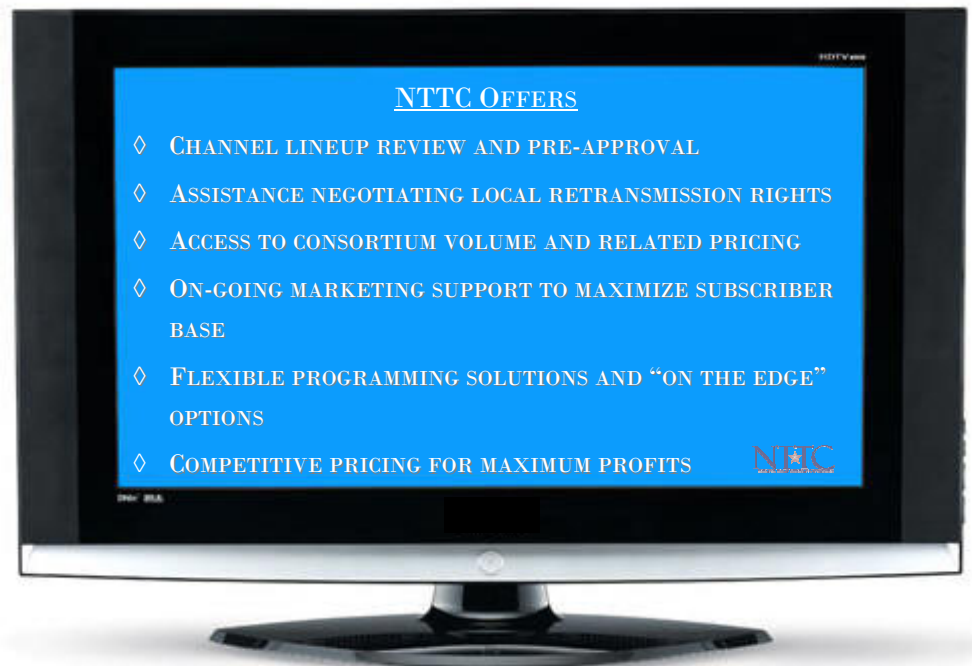 HDTV
NTTC OFFERS
◊ CHANNEL LINEUP REVIEW AND PRE-APPROVAL
◊ ASSISTANCE NEGOTIATING LOCAL RETRANSMISSION RIGHTS
◊ ACCESS TO CONSORTIUM VOLUME AND RELATED PRICING
◊ ON-GOING MARKETING SUPPORT TO MAXIMIZE SUBSCRIBER
BASE
◊ FLEXIBLE PROGRAMMING SOLUTIONS AND “ON THE EDGE”
OPTIONS
◊ COMPETITIVE PRICING FOR MAXIMUM PROFITS
NTTC